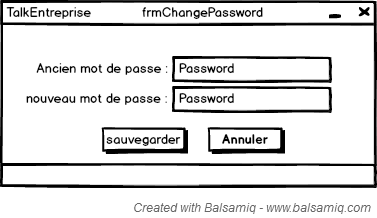 TalkEntreprise frmChangePassword
Ancien mot de passe : Password
nouveau mot de passe : Password
sauvegarder Annuler
Created with Balsamiq - www.balsamiq.com